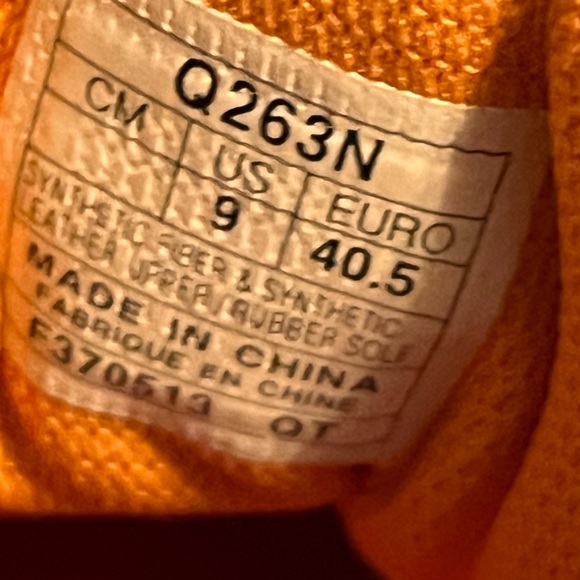 Q263N
CM US EURO
9 40.5
SYNTHETIC FIBER & SYNTHETIC
LEATHER UPPER/RUBBER SOLE
MADE IN CHINA
FABRIQUE EN CHINE
F370513 QT